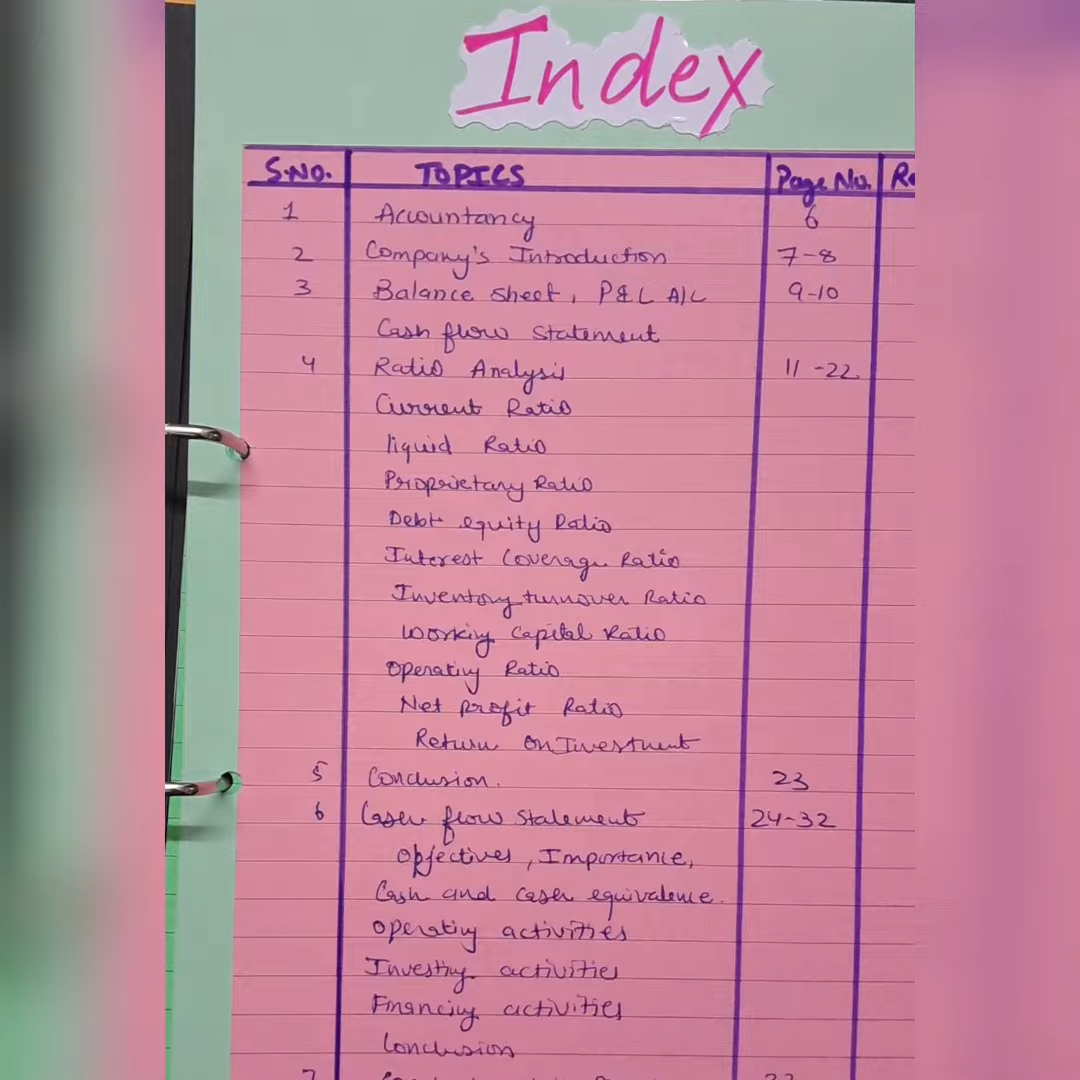 Index
S.NO. TOPICS Page No. Re
1 Accountancy 6
2 Company's Introduction 7-8
3 Balance sheet, P&L A/C 9-10
Cash flow Statement
4 Ratio Analysis 11-22
Current Ratio
liquid Ratio
Proprietary Ratio
Debt equity Ratio
Interest Coverage Ratio
Inventory turnover Ratio
Working Capital Ratio
Operating Ratio
Net profit Ratio
Return on Investment
5 Conclusion. 23
6 Cash flow Statement 24-32
Objectives, Importance,
Cash and cash equivalence.
Operating activities
Investing activities
Financing activities
Conclusion
7